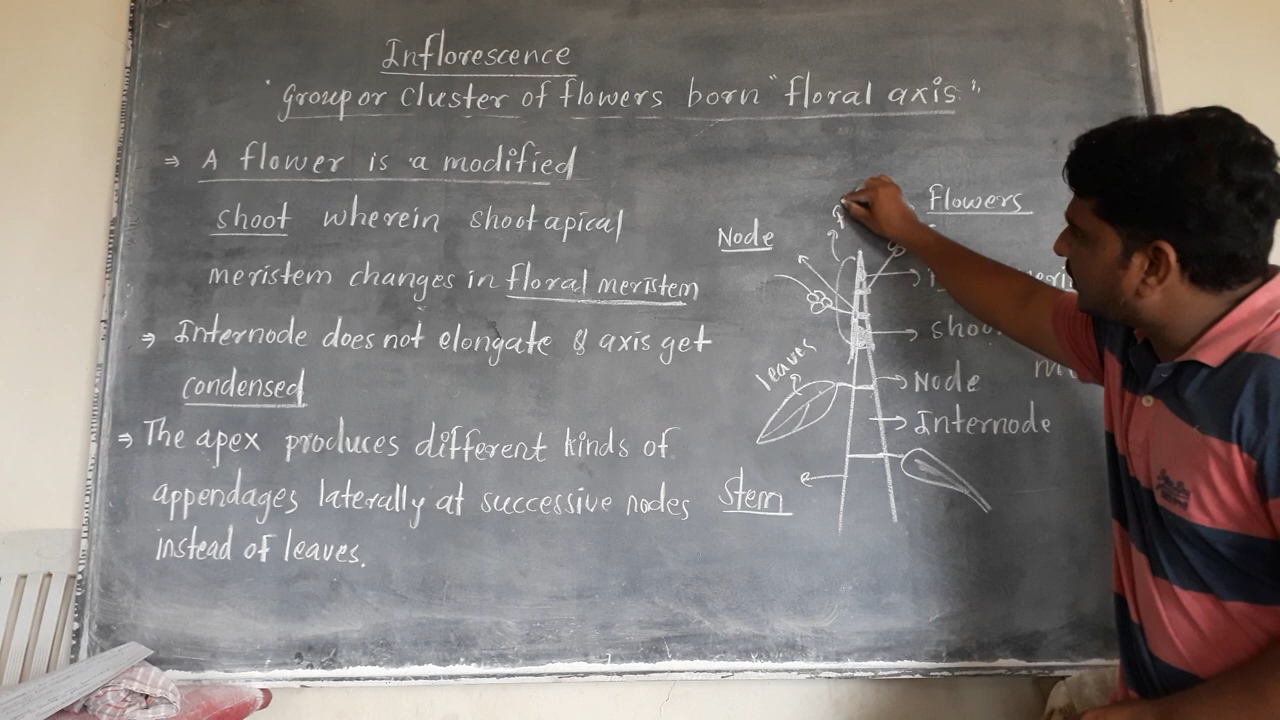 Inflorescence
"Group or cluster of flowers born "floral axis."
⇒ A flower is a modified
shoot wherein shoot apical
meristem changes in floral meristem
⇒ Internode does not elongate & axis get
condensed
⇒ The apex produces different kinds of
appendages laterally at successive nodes
instead of leaves.
Flowers
Node
leaves
Node
Internode
Stem